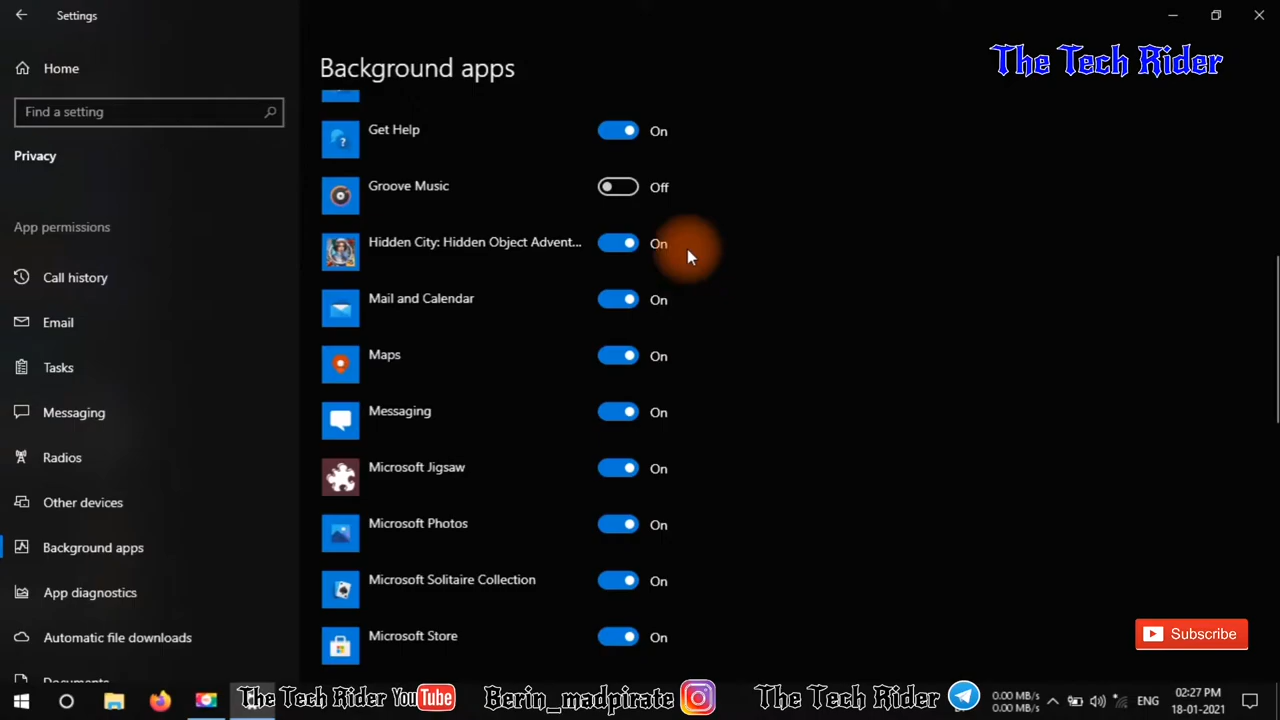 Settings
The Tech Rider
Home
Background apps
Find a setting
Get Help On
Privacy
Groove Music Off
App permissions
Hidden City: Hidden Object Advent... On
Call history
Mail and Calendar On
Email
Maps On
Tasks
Messaging On
Messaging
Radios
Microsoft Jigsaw On
Other devices
Microsoft Photos On
Background apps
App diagnostics
Microsoft Solitaire Collection On
Automatic file downloads
Microsoft Store On
Subscribe
The Tech Rider YouTube
Berin_madpirate
The Tech Rider
0.00 MB/s
0.00 MB/s
ENG
02:27 PM
18-01-2021